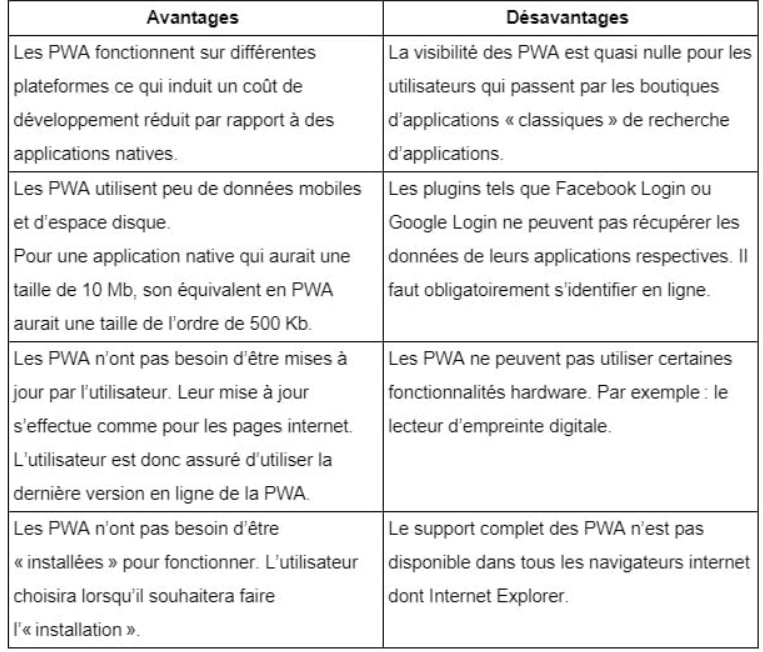 Avantages
Désavantages
Les PWA fonctionnent sur différentes
plateformes ce qui induit un coût de
développement réduit par rapport à des
applications natives.
La visibilité des PWA est quasi nulle pour les
utilisateurs qui passent par les boutiques
d'applications « classiques » de recherche
d'applications.
Les PWA utilisent peu de données mobiles
et d'espace disque.
Pour une application native qui aurait une
taille de 10 Mb, son équivalent en PWA
aurait une taille de l'ordre de 500 Kb.
Les plugins tels que Facebook Login ou
Google Login ne peuvent pas récupérer les
données de leurs applications respectives. Il
faut obligatoirement s'identifier en ligne.
Les PWA n'ont pas besoin d'être mises à
jour par l'utilisateur. Leur mise à jour
s'effectue comme pour les pages internet.
L'utilisateur est donc assuré d'utiliser la
dernière version en ligne de la PWA.
Les PWA ne peuvent pas utiliser certaines
fonctionnalités hardware. Par exemple : le
lecteur d'empreinte digitale.
Les PWA n'ont pas besoin d'être
« installées » pour fonctionner. L'utilisateur
choisira lorsqu'il souhaitera faire
l'« installation ».
Le support complet des PWA n'est pas
disponible dans tous les navigateurs internet
dont Internet Explorer.